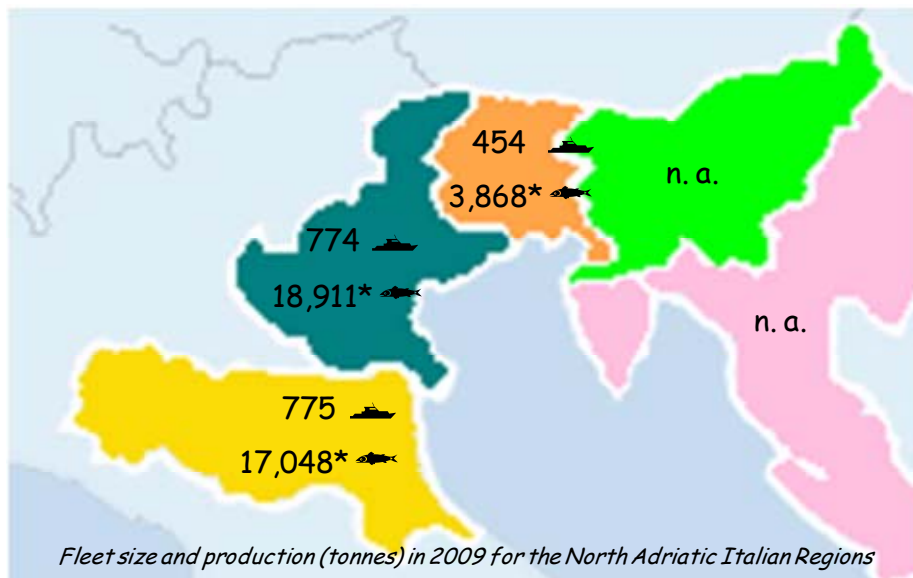 454
3,868*
n. a.
774
18,911*
n. a.
775
17,048*
Fleet size and production (tonnes) in 2009 for the North Adriatic Italian Regions